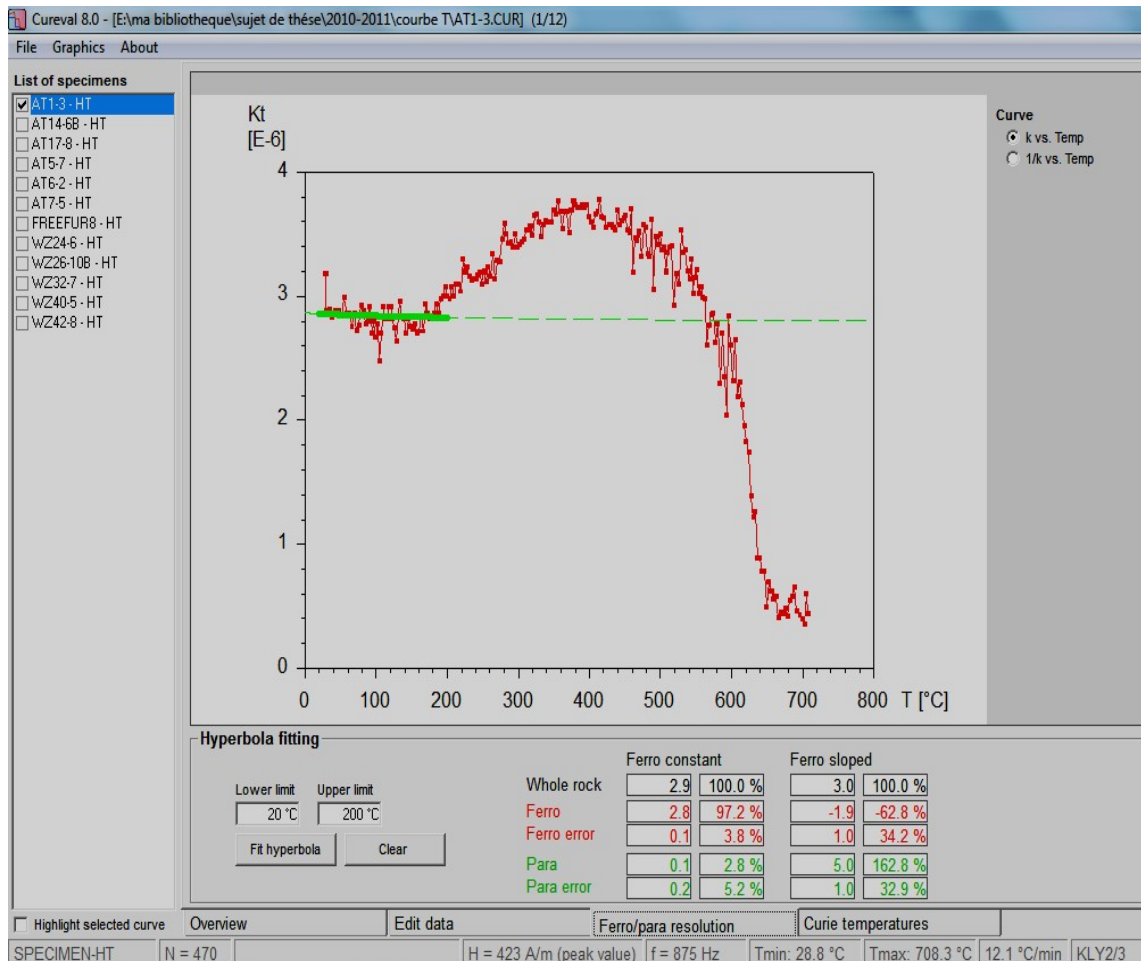 Cureval 8.0 - [E:\ma bibliotheque\sujet de thése\2010-2011\courbe T\AT1-3.CUR] (1/12)
File Graphics About
List of specimens
AT1-3 - HT
AT14-6B - HT
AT17-8 - HT
AT5-7 - HT
AT6-2 - HT
AT7-5 - HT
FREEFUR8 - HT
WZ24-6 - HT
WZ26-10B - HT
WZ32-7 - HT
WZ40-5 - HT
WZ42-8 - HT
Kt
[E-6]
4
3
2
1
0
0 100 200 300 400 500 600 700 800 T [°C]
Curve
k vs. Temp
1/k vs. Temp
Hyperbola fitting
Lower limit Upper limit
20 °C 200 °C
Fit hyperbola Clear
Ferro constant Ferro sloped
Whole rock 2.9 100.0 % 3.0 100.0 %
Ferro 2.8 97.2 % -1.9 -62.8 %
Ferro error 0.1 3.8 % 1.0 34.2 %
Para 0.1 2.8 % 5.0 162.8 %
Para error 0.2 5.2 % 1.0 32.9 %
Highlight selected curve Overview Edit data Ferro/para resolution Curie temperatures
SPECIMEN-HT N = 470 H = 423 A/m (peak value) f = 875 Hz Tmin: 28.8 °C Tmax: 708.3 °C 12.1 °C/min KLY2/3